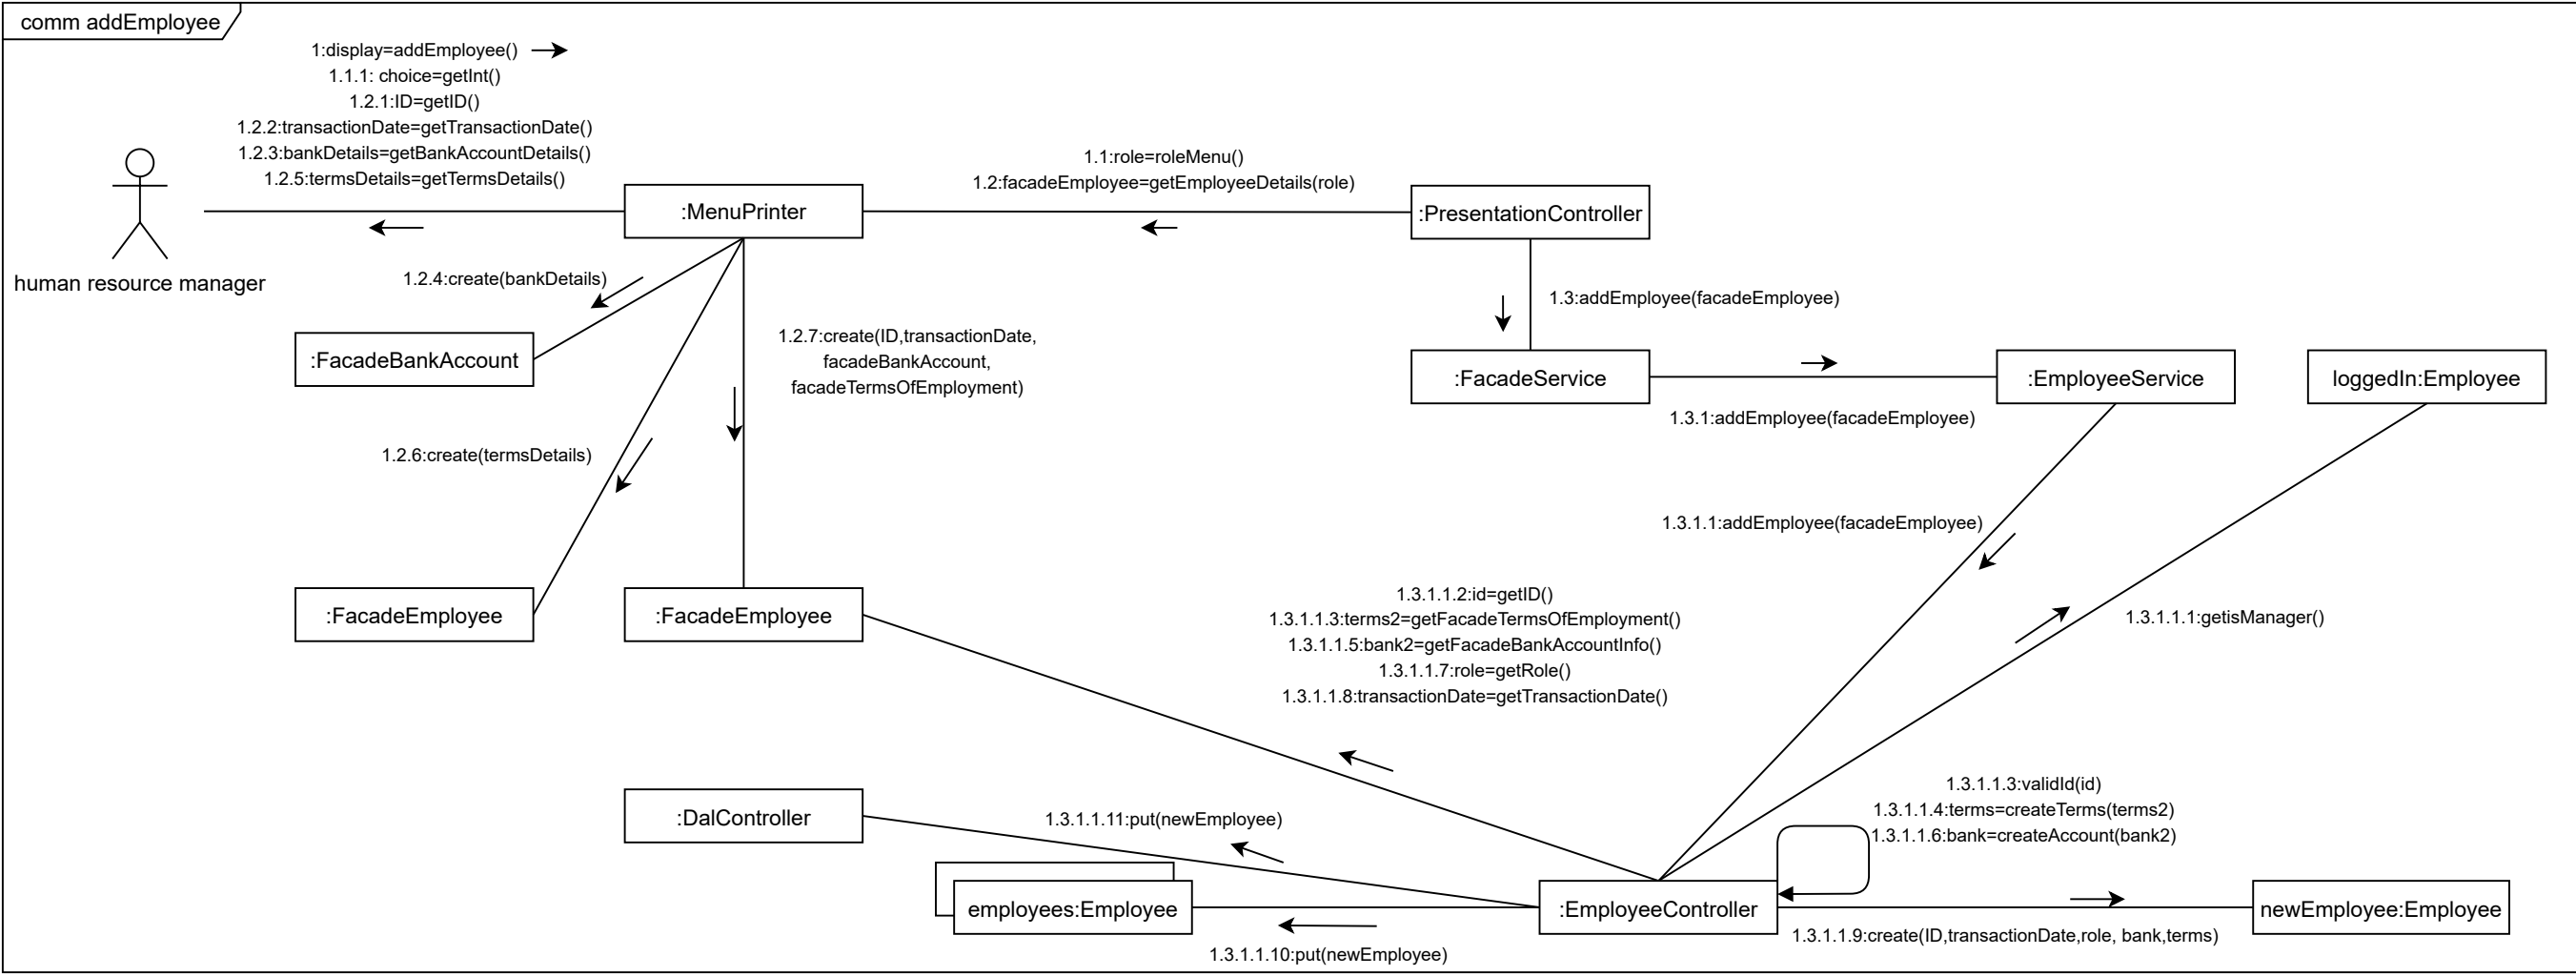 comm addEmployee
1:display=addEmployee()
1.1.1: choice=getInt()
1.2.1:ID=getID()
1.2.2:transactionDate=getTransactionDate()
1.2.3:bankDetails=getBankAccountDetails()
1.2.5:termsDetails=getTermsDetails()
human resource manager
:MenuPrinter
1.1:role=roleMenu()
1.2:facadeEmployee=getEmployeeDetails(role)
:PresentationController
1.2.4:create(bankDetails)
:FacadeBankAccount
1.2.7:create(ID,transactionDate,
facadeBankAccount,
facadeTermsOfEmployment)
1.3:addEmployee(facadeEmployee)
:FacadeService
1.3.1:addEmployee(facadeEmployee)
:EmployeeService
loggedIn:Employee
1.2.6:create(termsDetails)
1.3.1.1:addEmployee(facadeEmployee)
:FacadeEmployee
:FacadeEmployee
1.3.1.1.2:id=getID()
1.3.1.1.3:terms2=getFacadeTermsOfEmployment()
1.3.1.1.5:bank2=getFacadeBankAccountInfo()
1.3.1.1.7:role=getRole()
1.3.1.1.8:transactionDate=getTransactionDate()
1.3.1.1.1:getisManager()
:DalController
1.3.1.1.11:put(newEmployee)
1.3.1.1.3:validId(id)
1.3.1.1.4:terms=createTerms(terms2)
1.3.1.1.6:bank=createAccount(bank2)
employees:Employee
1.3.1.1.10:put(newEmployee)
:EmployeeController
1.3.1.1.9:create(ID,transactionDate,role, bank,terms)
newEmployee:Employee